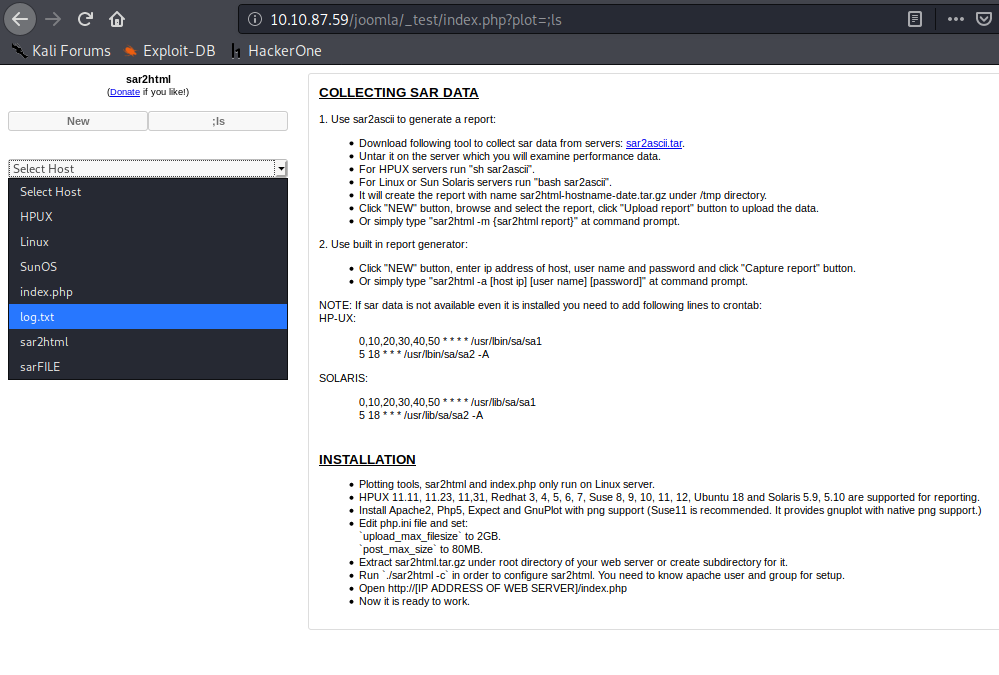 10.10.87.59/joomla/_test/index.php?plot=;ls
Kali Forums
Exploit-DB
HackerOne
sar2html
(Donate if you like!)
New
;ls
Select Host
Select Host
HPUX
Linux
SunOS
index.php
log.txt
sar2html
sarFILE
COLLECTING SAR DATA
1. Use sar2ascii to generate a report:
Download following tool to collect sar data from servers: sar2ascii.tar.
Untar it on the server which you will examine performance data.
For HPUX servers run "sh sar2ascii".
For Linux or Sun Solaris servers run "bash sar2ascii".
It will create the report with name sar2html-hostname-date.tar.gz under /tmp directory.
Click "NEW" button, browse and select the report, click "Upload report" button to upload the data.
Or simply type "sar2html -m {sar2html report}" at command prompt.
2. Use built in report generator:
Click "NEW" button, enter ip address of host, user name and password and click "Capture report" button.
Or simply type "sar2html -a [host ip] [user name] [password]" at command prompt.
NOTE: If sar data is not available even it is installed you need to add following lines to crontab:
HP-UX:
0,10,20,30,40,50 * * * * /usr/lbin/sa/sa1
5 18 * * * /usr/lbin/sa/sa2 -A
SOLARIS:
0,10,20,30,40,50 * * * * /usr/lib/sa/sa1
5 18 * * * /usr/lib/sa/sa2 -A
INSTALLATION
Plotting tools, sar2html and index.php only run on Linux server.
HPUX 11.11, 11.23, 11,31, Redhat 3, 4, 5, 6, 7, Suse 8, 9, 10, 11, 12, Ubuntu 18 and Solaris 5.9, 5.10 are supported for reporting.
Install Apache2, Php5, Expect and GnuPlot with png support (Suse11 is recommended. It provides gnuplot with native png support.)
Edit php.ini file and set:
`upload_max_filesize` to 2GB.
`post_max_size` to 80MB.
Extract sar2html.tar.gz under root directory of your web server or create subdirectory for it.
Run `./sar2html -c` in order to configure sar2html. You need to know apache user and group for setup.
Open http://[IP ADDRESS OF WEB SERVER]/index.php
Now it is ready to work.